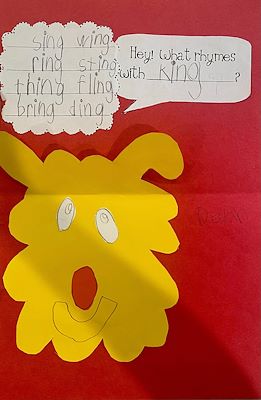 sing wing
ring sting
thing fling
bring ding
Hey! What rhymes
with King ?